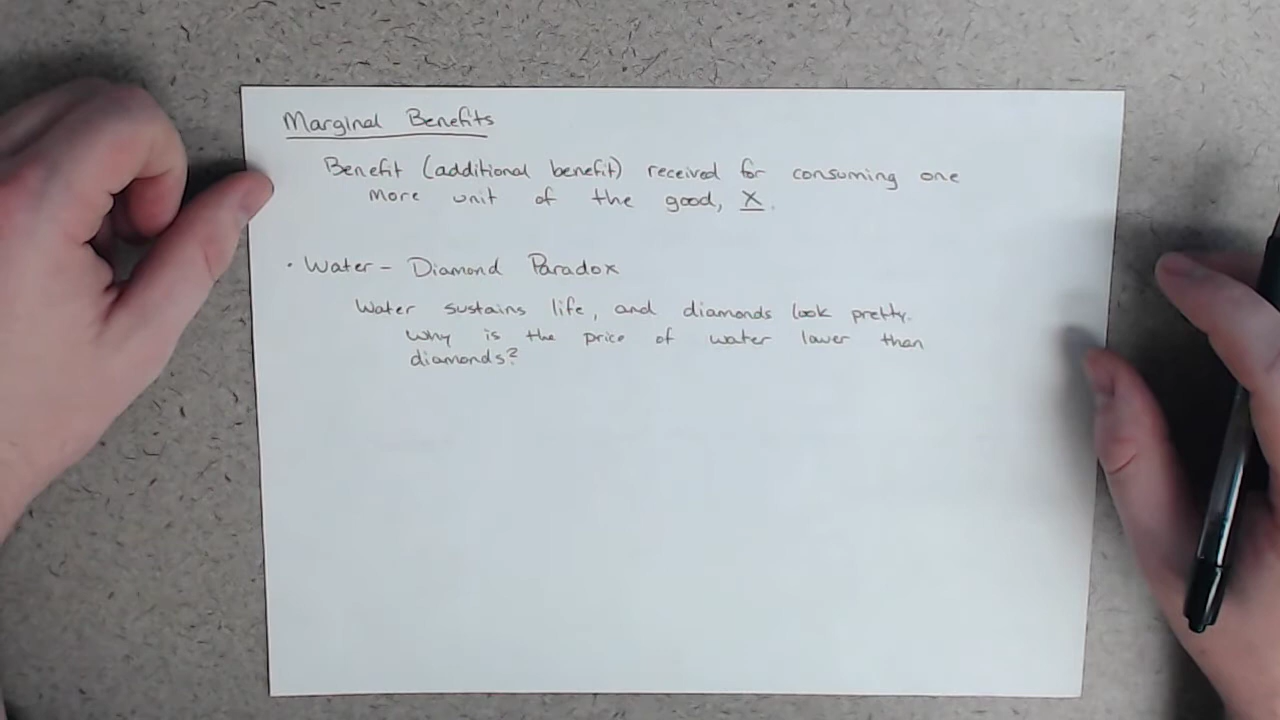 Marginal Benefits
Benefit (additional benefit) received for consuming one
more unit of the good, X.
• Water - Diamond Paradox
Water sustains life, and diamonds look pretty.
Why is the price of water lower than
diamonds?